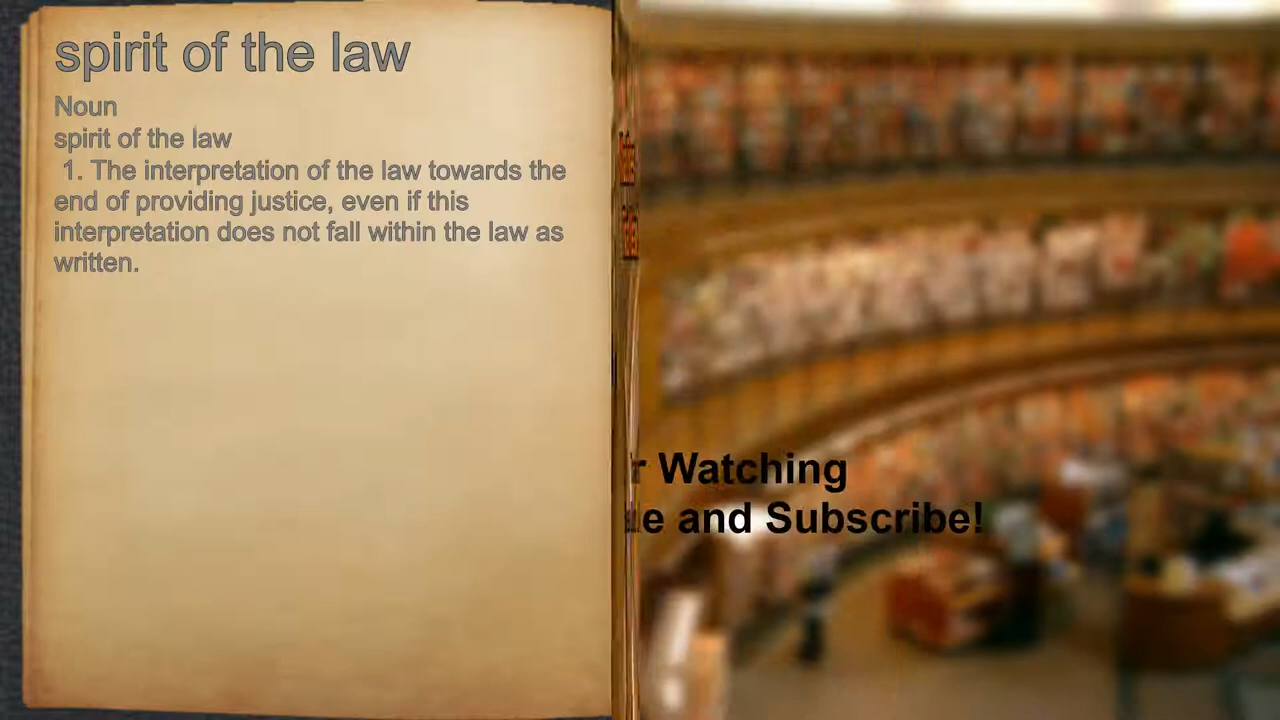 spirit of the law
Noun
spirit of the law
1. The interpretation of the law towards the
end of providing justice, even if this
interpretation does not fall within the law as
written.
r Watching
e and Subscribe!